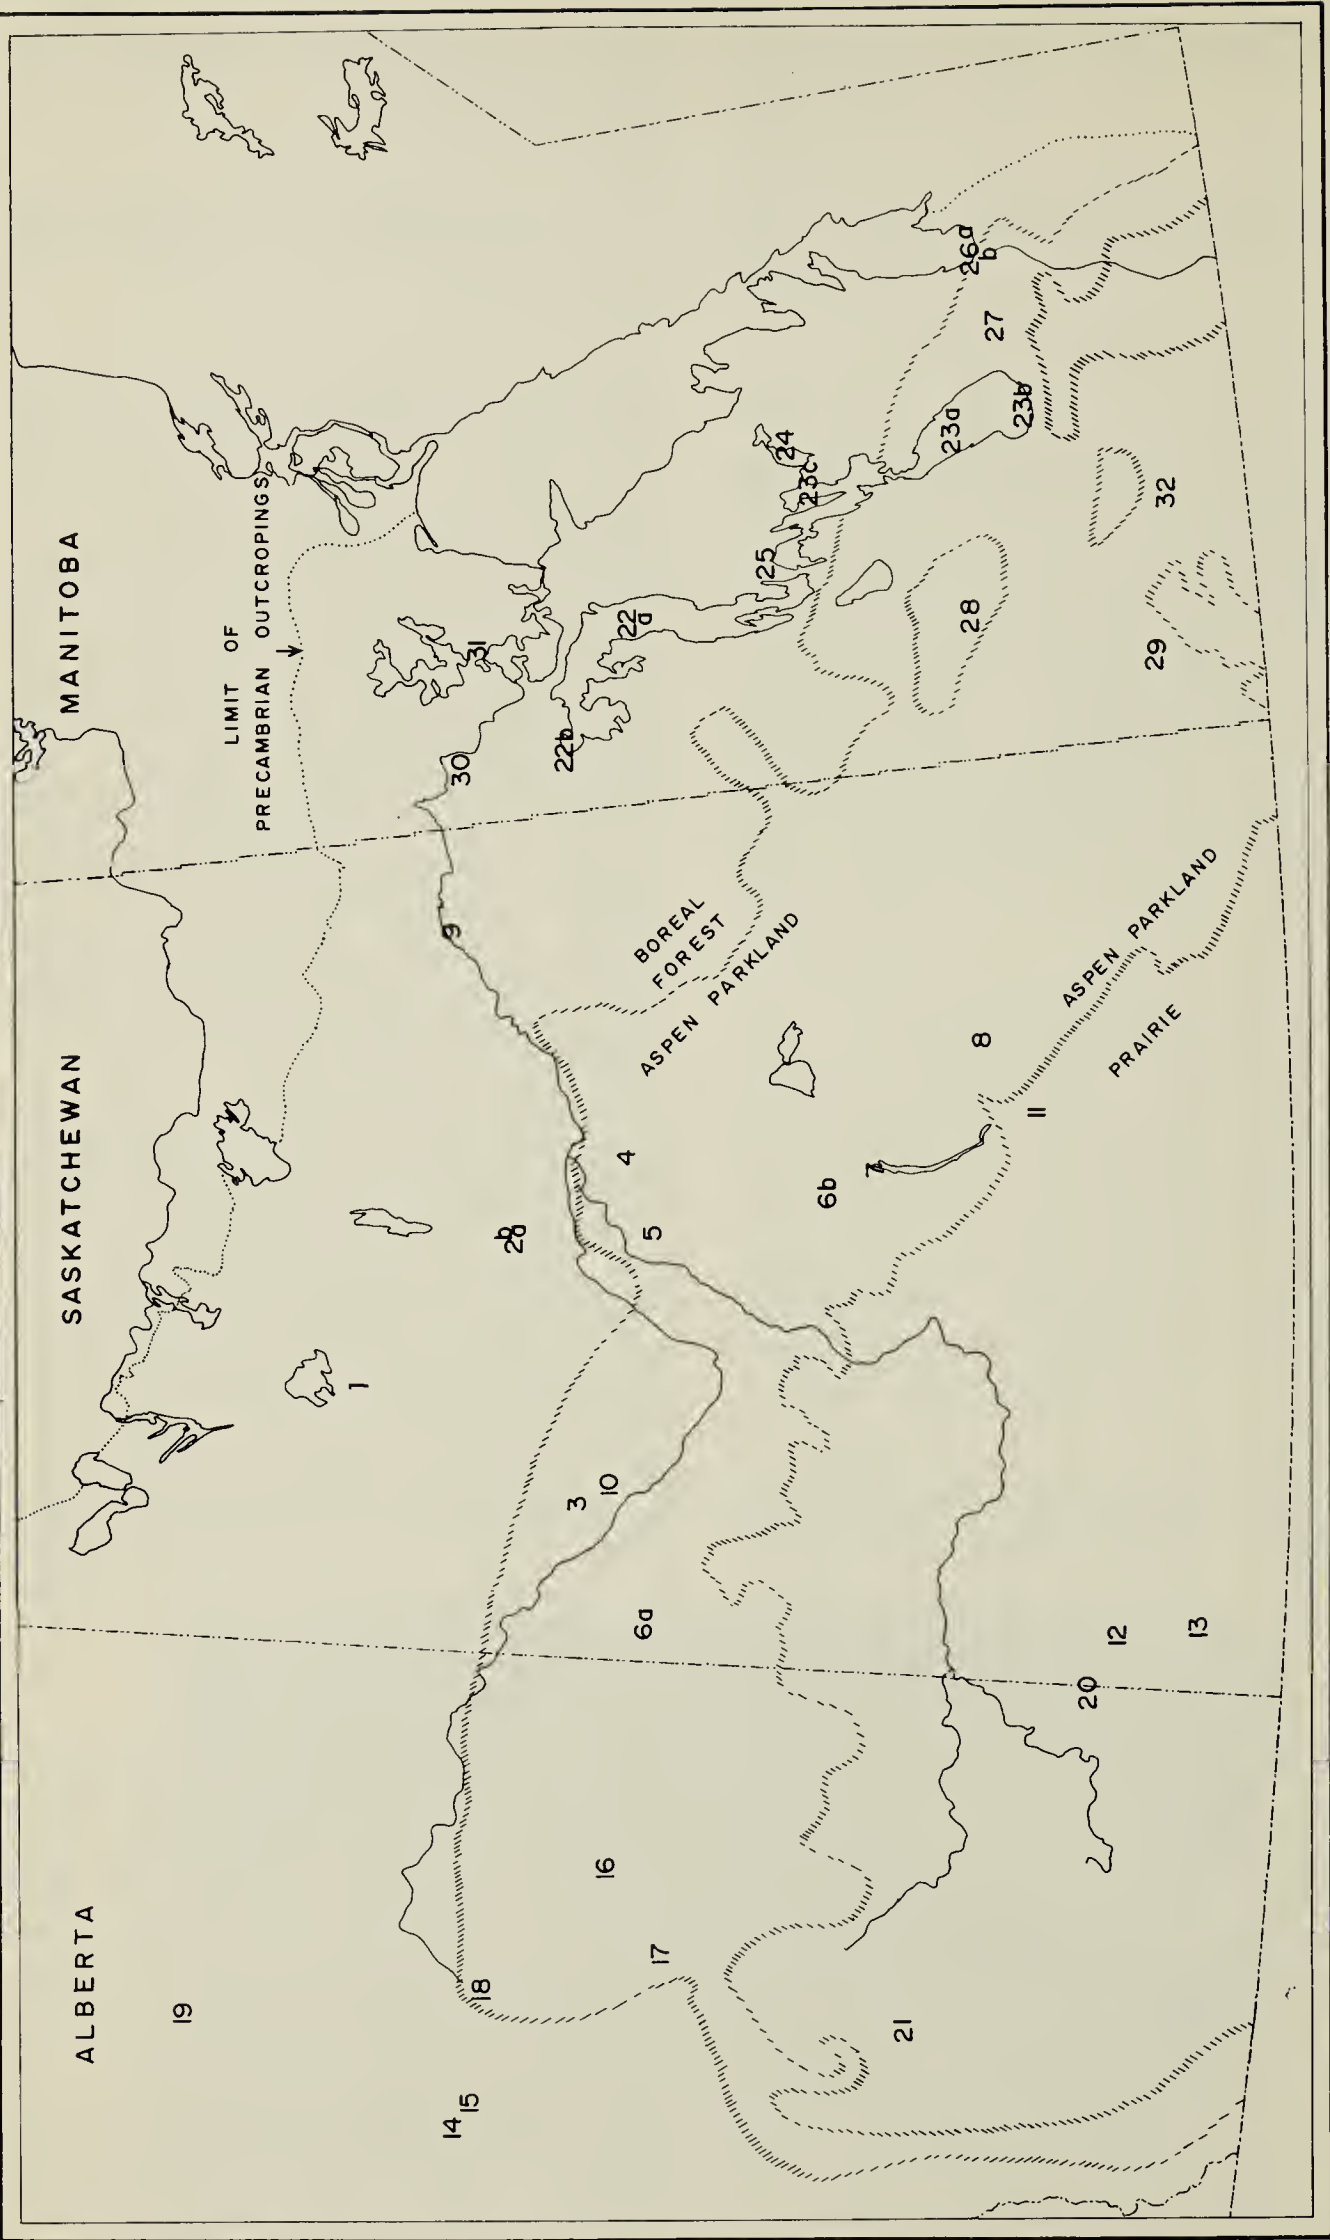 ALBERTA
SASKATCHEWAN
MANITOBA
LIMIT OF
PRECAMBRIAN OUTCROPINGS
19
1
14
15
18
2b
a
9
30
31
3
10
16
17
6a
5
4
22b
22
a
BOREAL
FOREST
ASPEN PARKLAND
25
23c
24
6b
7
21
8
28
23a
27
26a
b
23b
11
ASPEN PARKLAND
PRAIRIE
20
12
13
29
32